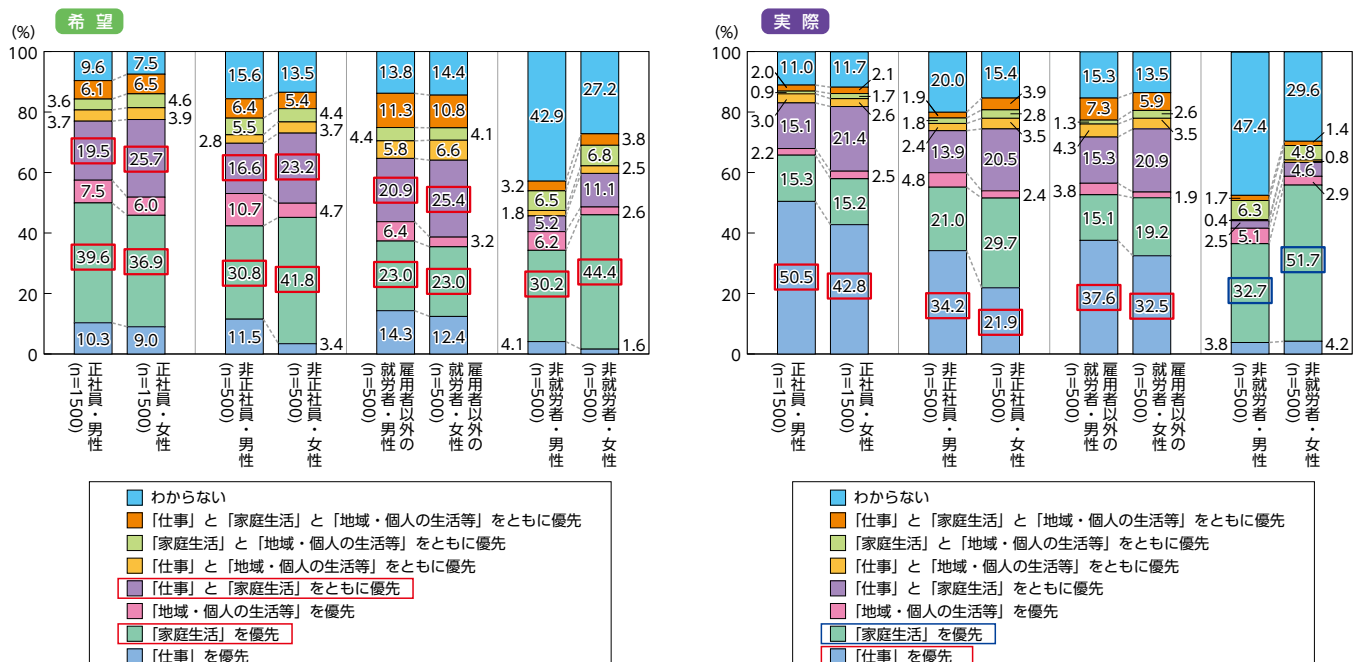 希望
(%)
100
80
60
40
20
0
9.6
6.1
3.6
3.7
19.5
7.5
39.6
10.3
7.5
6.5
4.6
3.9
25.7
6.0
36.9
9.0
15.6
6.4
5.5
2.8
16.6
10.7
30.8
11.5
13.5
5.4
4.4
3.7
23.2
4.7
41.8
3.4
13.8
11.3
4.4
5.8
20.9
6.4
23.0
14.3
14.4
10.8
4.1
6.6
25.4
3.2
23.0
12.4
42.9
3.2
6.5
1.8
5.2
6.2
30.2
4.1
27.2
3.8
6.8
2.5
11.1
2.6
44.4
1.6
正社員・男性
(n=1500)
正社員・女性
(n=1500)
非正社員・男性
(n=500)
非正社員・女性
(n=500)
雇用者以外の
就労者・男性
(n=500)
雇用者以外の
就労者・女性
(n=500)
非就労者・男性
(n=500)
非就労者・女性
(n=500)
わからない
「仕事」と「家庭生活」と「地域・個人の生活等」をともに優先
「家庭生活」と「地域・個人の生活等」をともに優先
「仕事」と「地域・個人の生活等」をともに優先
「仕事」と「家庭生活」をともに優先
「地域・個人の生活等」を優先
「家庭生活」を優先
「仕事」を優先
実際
(%)
100
80
60
40
20
0
11.0
2.0
0.9
3.0
15.1
2.2
15.3
50.5
11.7
2.1
1.7
2.6
21.4
2.5
15.2
42.8
20.0
1.9
1.8
2.4
13.9
4.8
21.0
34.2
15.4
3.9
2.8
3.5
20.5
2.4
29.7
21.9
15.3
7.3
1.3
4.3
15.3
3.8
15.1
37.6
13.5
5.9
2.6
3.5
20.9
1.9
19.2
32.5
47.4
1.7
6.3
0.4
2.5
5.1
32.7
3.8
29.6
1.4
4.8
0.8
4.6
2.9
51.7
4.2
正社員・男性
(n=1500)
正社員・女性
(n=1500)
非正社員・男性
(n=500)
非正社員・女性
(n=500)
雇用者以外の
就労者・男性
(n=500)
雇用者以外の
就労者・女性
(n=500)
非就労者・男性
(n=500)
非就労者・女性
(n=500)
わからない
「仕事」と「家庭生活」と「地域・個人の生活等」をともに優先
「家庭生活」と「地域・個人の生活等」をともに優先
「仕事」と「地域・個人の生活等」をともに優先
「仕事」と「家庭生活」をともに優先
「地域・個人の生活等」を優先
「家庭生活」を優先
「仕事」を優先